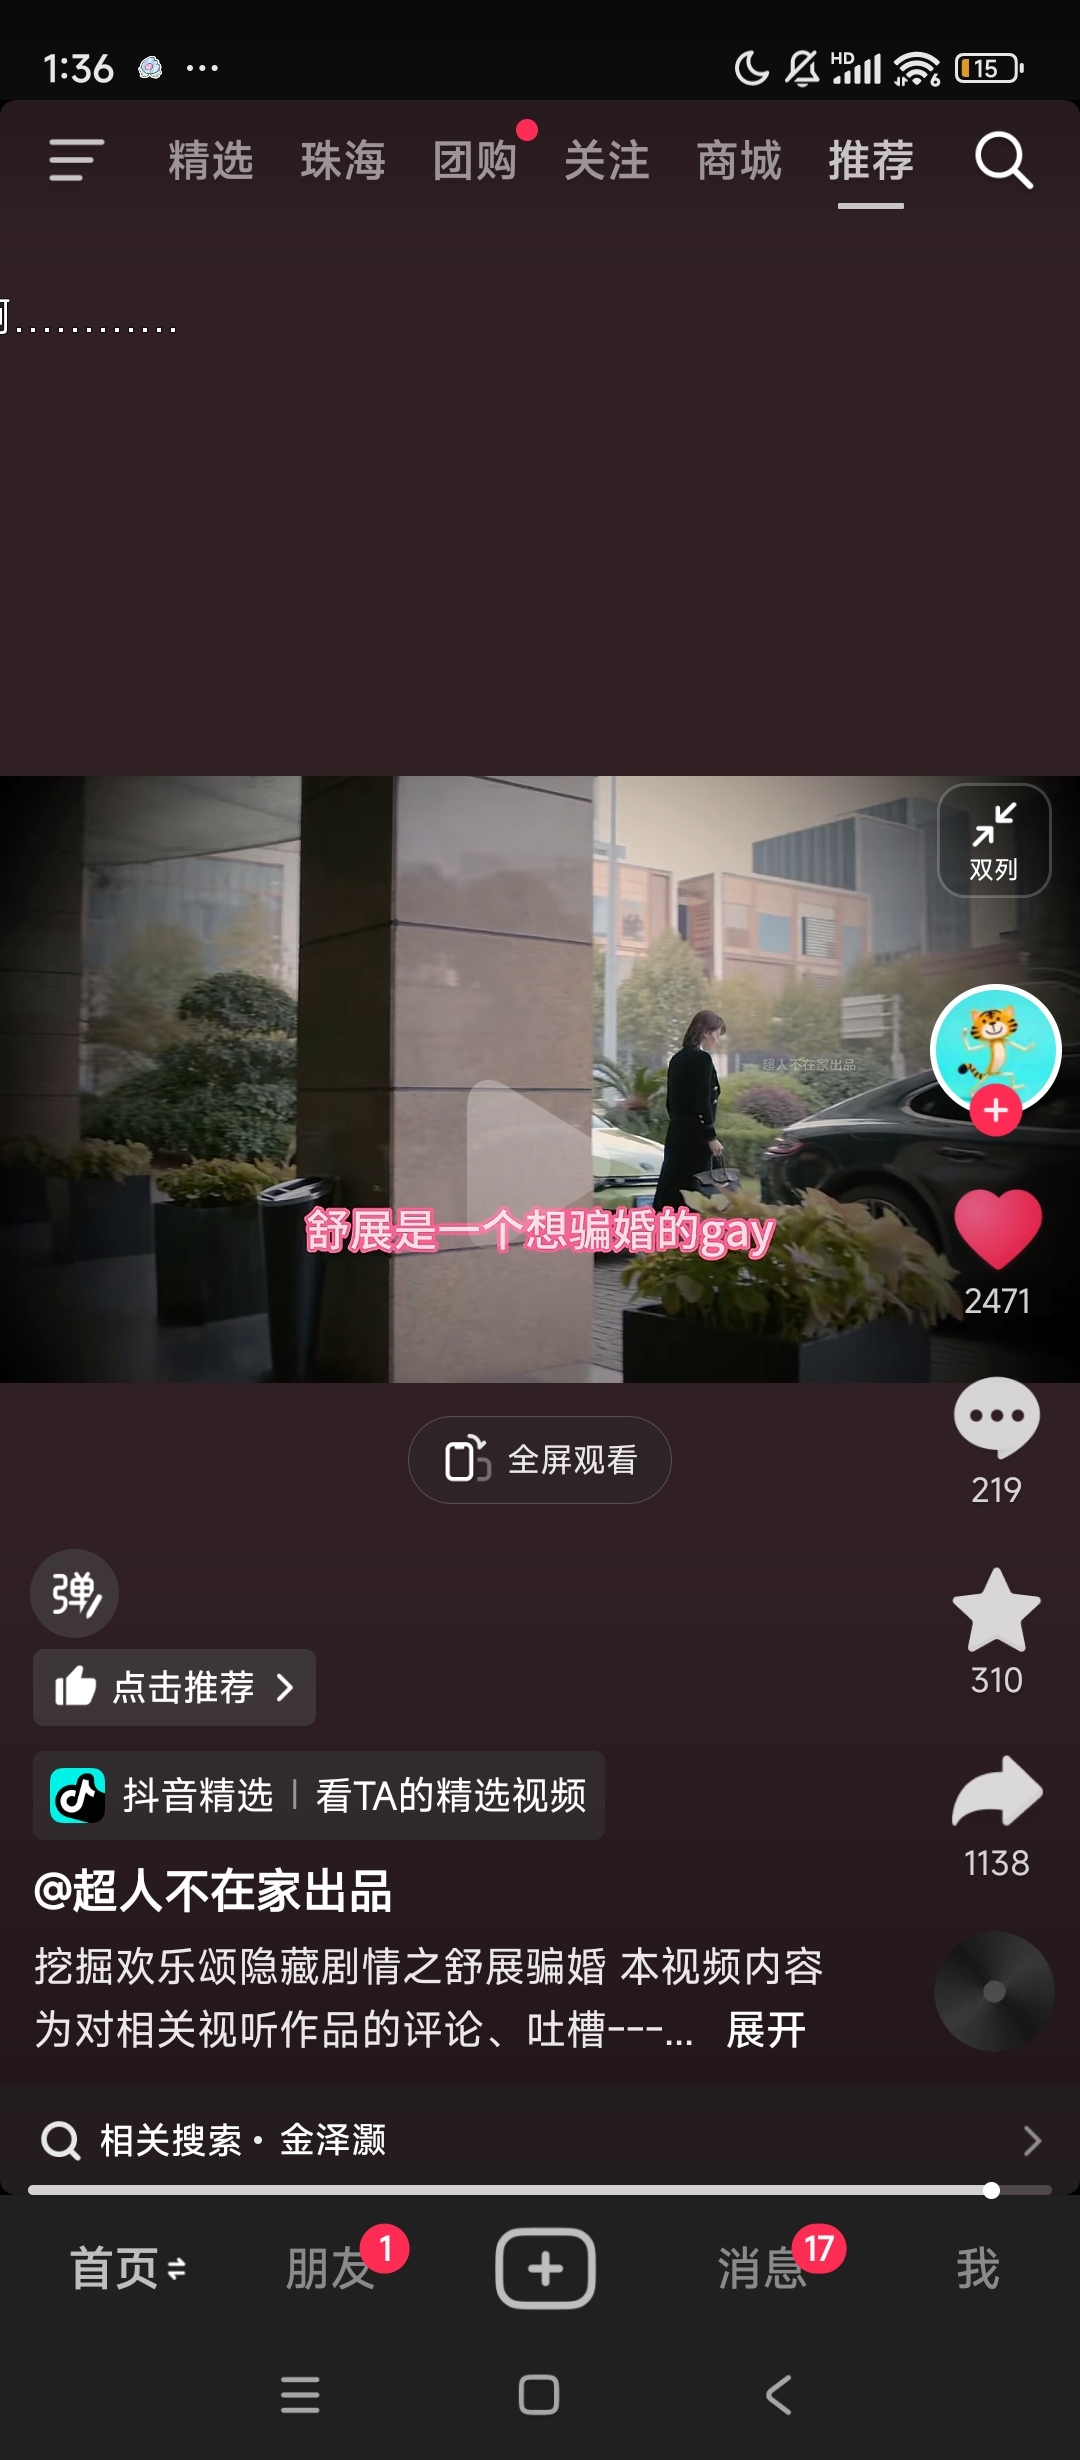 1:36
HD
6
15
精选 珠海 团购 关注 商城 推荐
............
双列
超人不在家出品
舒展是一个想骗婚的gay
2471
全屏观看
219
弹
310
点击推荐
抖音精选 | 看TA的精选视频
1138
@超人不在家出品
挖掘欢乐颂隐藏剧情之舒展骗婚 本视频内容
为对相关视听作品的评论、吐槽---... 展开
相关搜索·金泽灏
首页 朋友 1 消息 17 我